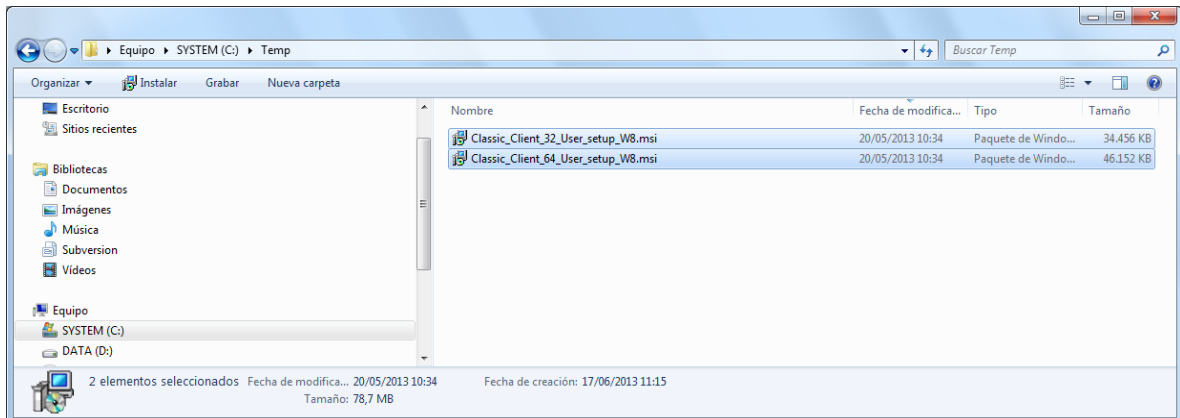 Equipo ▸ SYSTEM (C:) ▸ Temp
Buscar Temp
Organizar Instalar Grabar Nueva carpeta
Escritorio
Sitios recientes
Bibliotecas
Documentos
Imágenes
Música
Subversion
Vídeos
Equipo
SYSTEM (C:)
DATA (D:)
Nombre Fecha de modifica... Tipo Tamaño
Classic_Client_32_User_setup_W8.msi 20/05/2013 10:34 Paquete de Windo... 34.456 KB
Classic_Client_64_User_setup_W8.msi 20/05/2013 10:34 Paquete de Windo... 46.152 KB
2 elementos seleccionados Fecha de modifica... 20/05/2013 10:34 Fecha de creación: 17/06/2013 11:15
Tamaño: 78,7 MB